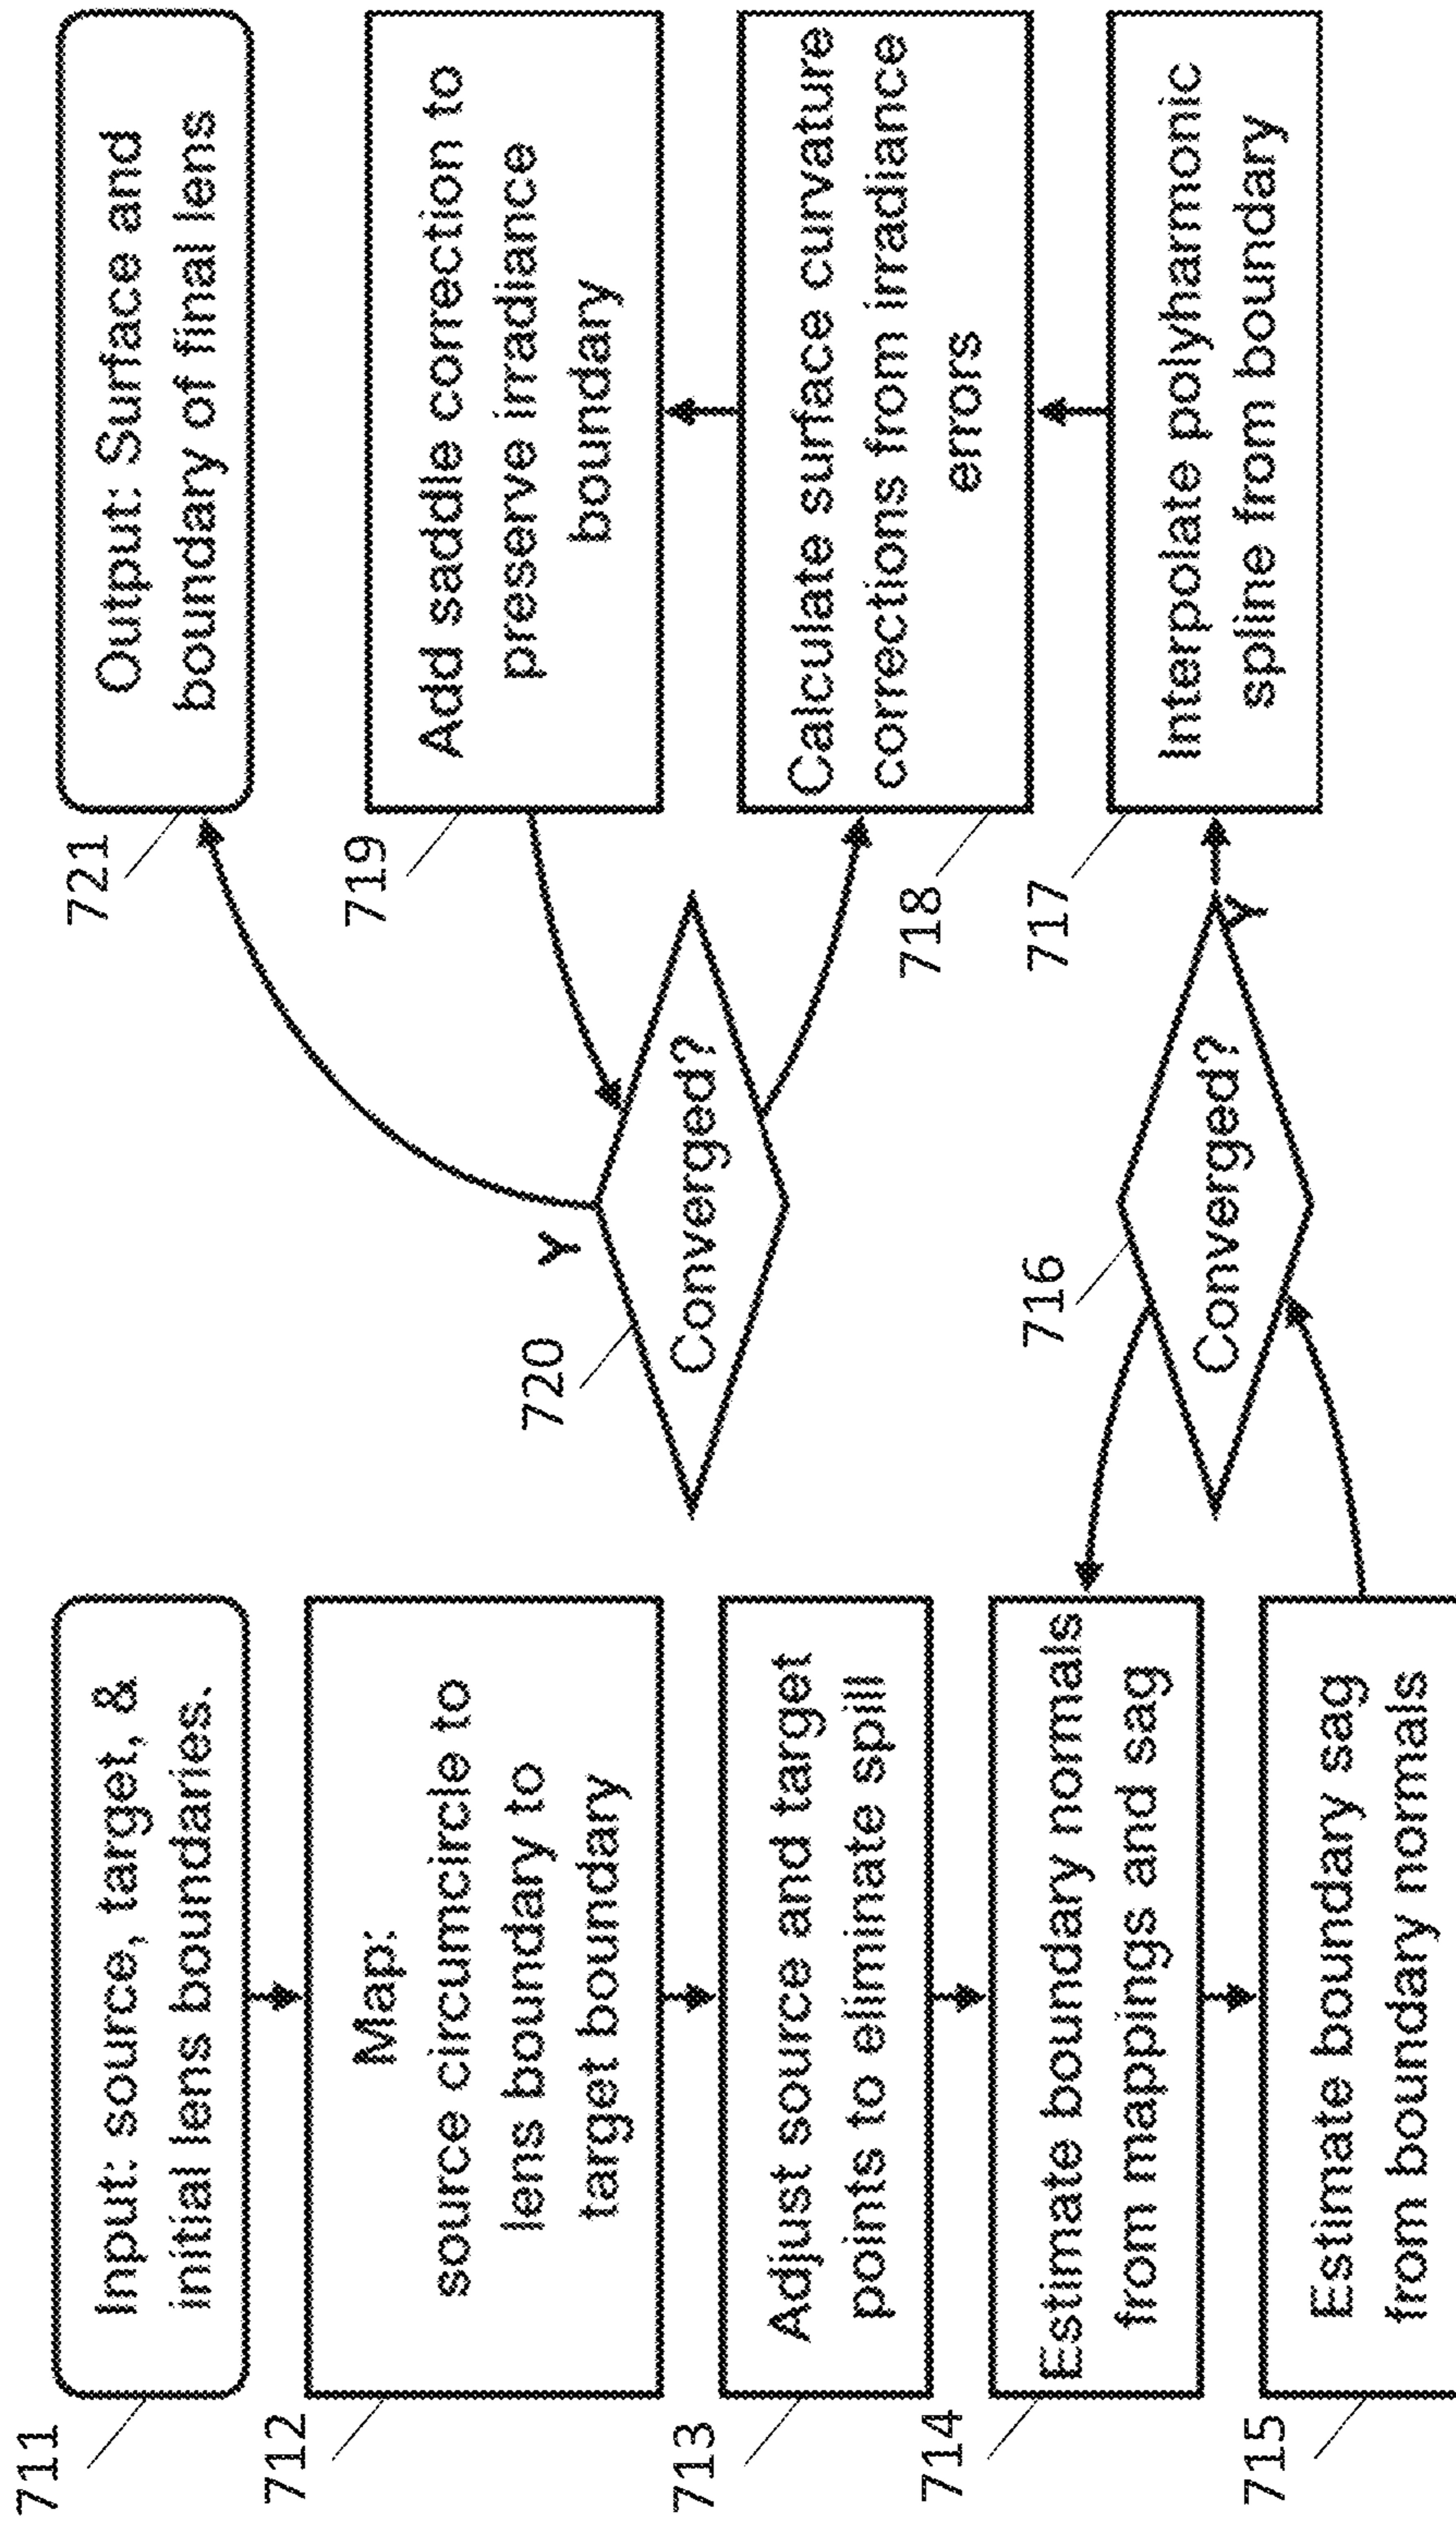 711
Input: source, target, &
initial lens boundaries.
712
Map:
source circumcircle to
lens boundary to
target boundary
713
Adjust source and target
points to eliminate spill
714
Estimate boundary normals
from mappings and sag
715
Estimate boundary sag
from boundary normals
716
Converged?
Y
717
Interpolate polyharmonic
spline from boundary
718
Calculate surface curvature
corrections from irradiance
errors
719
Add saddle correction to
preserve irradiance
boundary
720
Converged?
Y
721
Output: Surface and
boundary of final lens